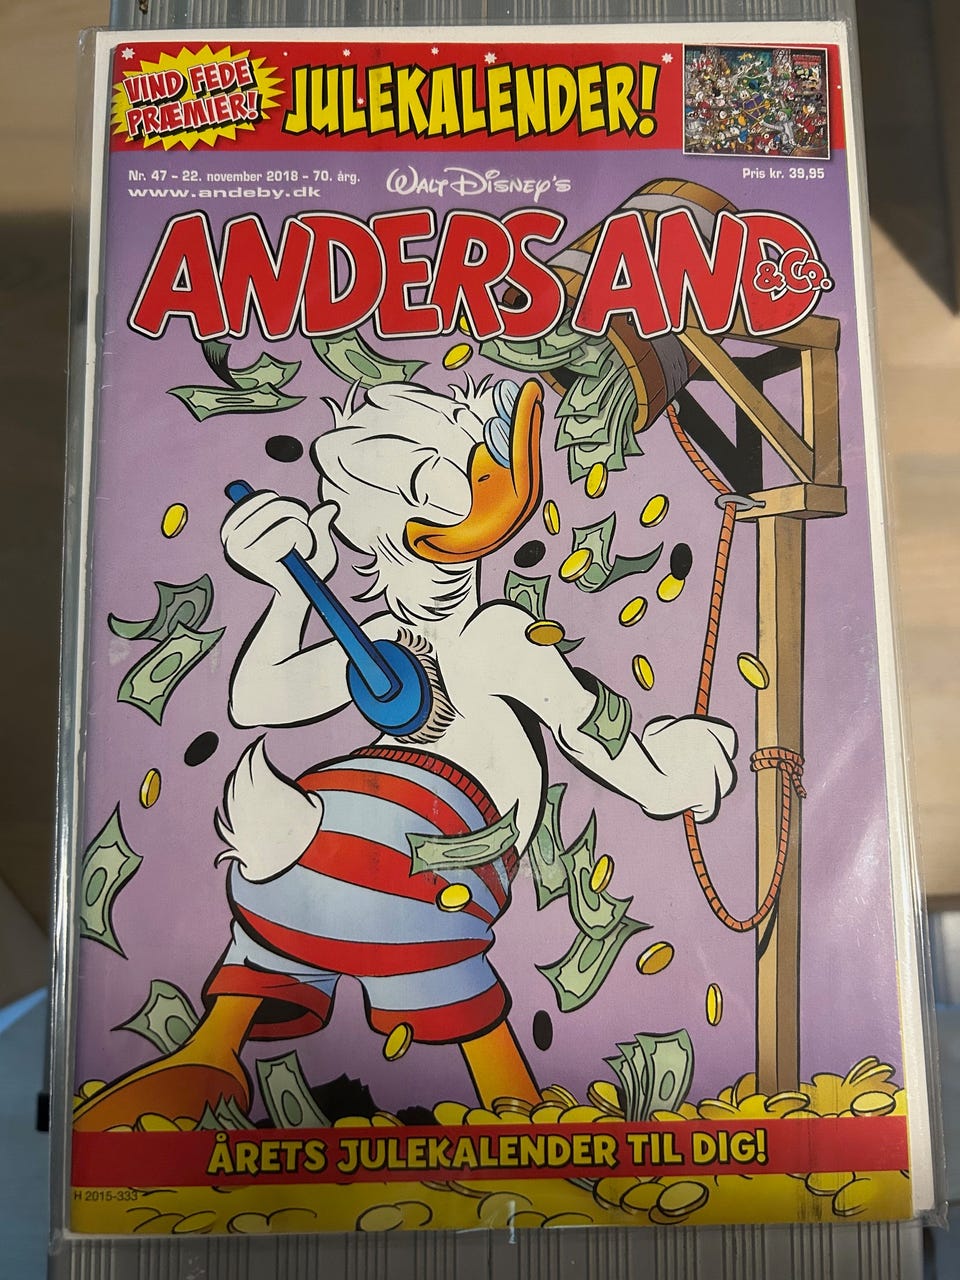 VIND FEDE
PRÆMIER!
JULEKALENDER!
Nr. 47 - 22. november 2018 - 70. årg.
www.andeby.dk
WALT DISNEY'S
Pris kr. 39,95
ANDERS AND
& Co.
ÅRETS JULEKALENDER TIL DIG!
H 2015-333